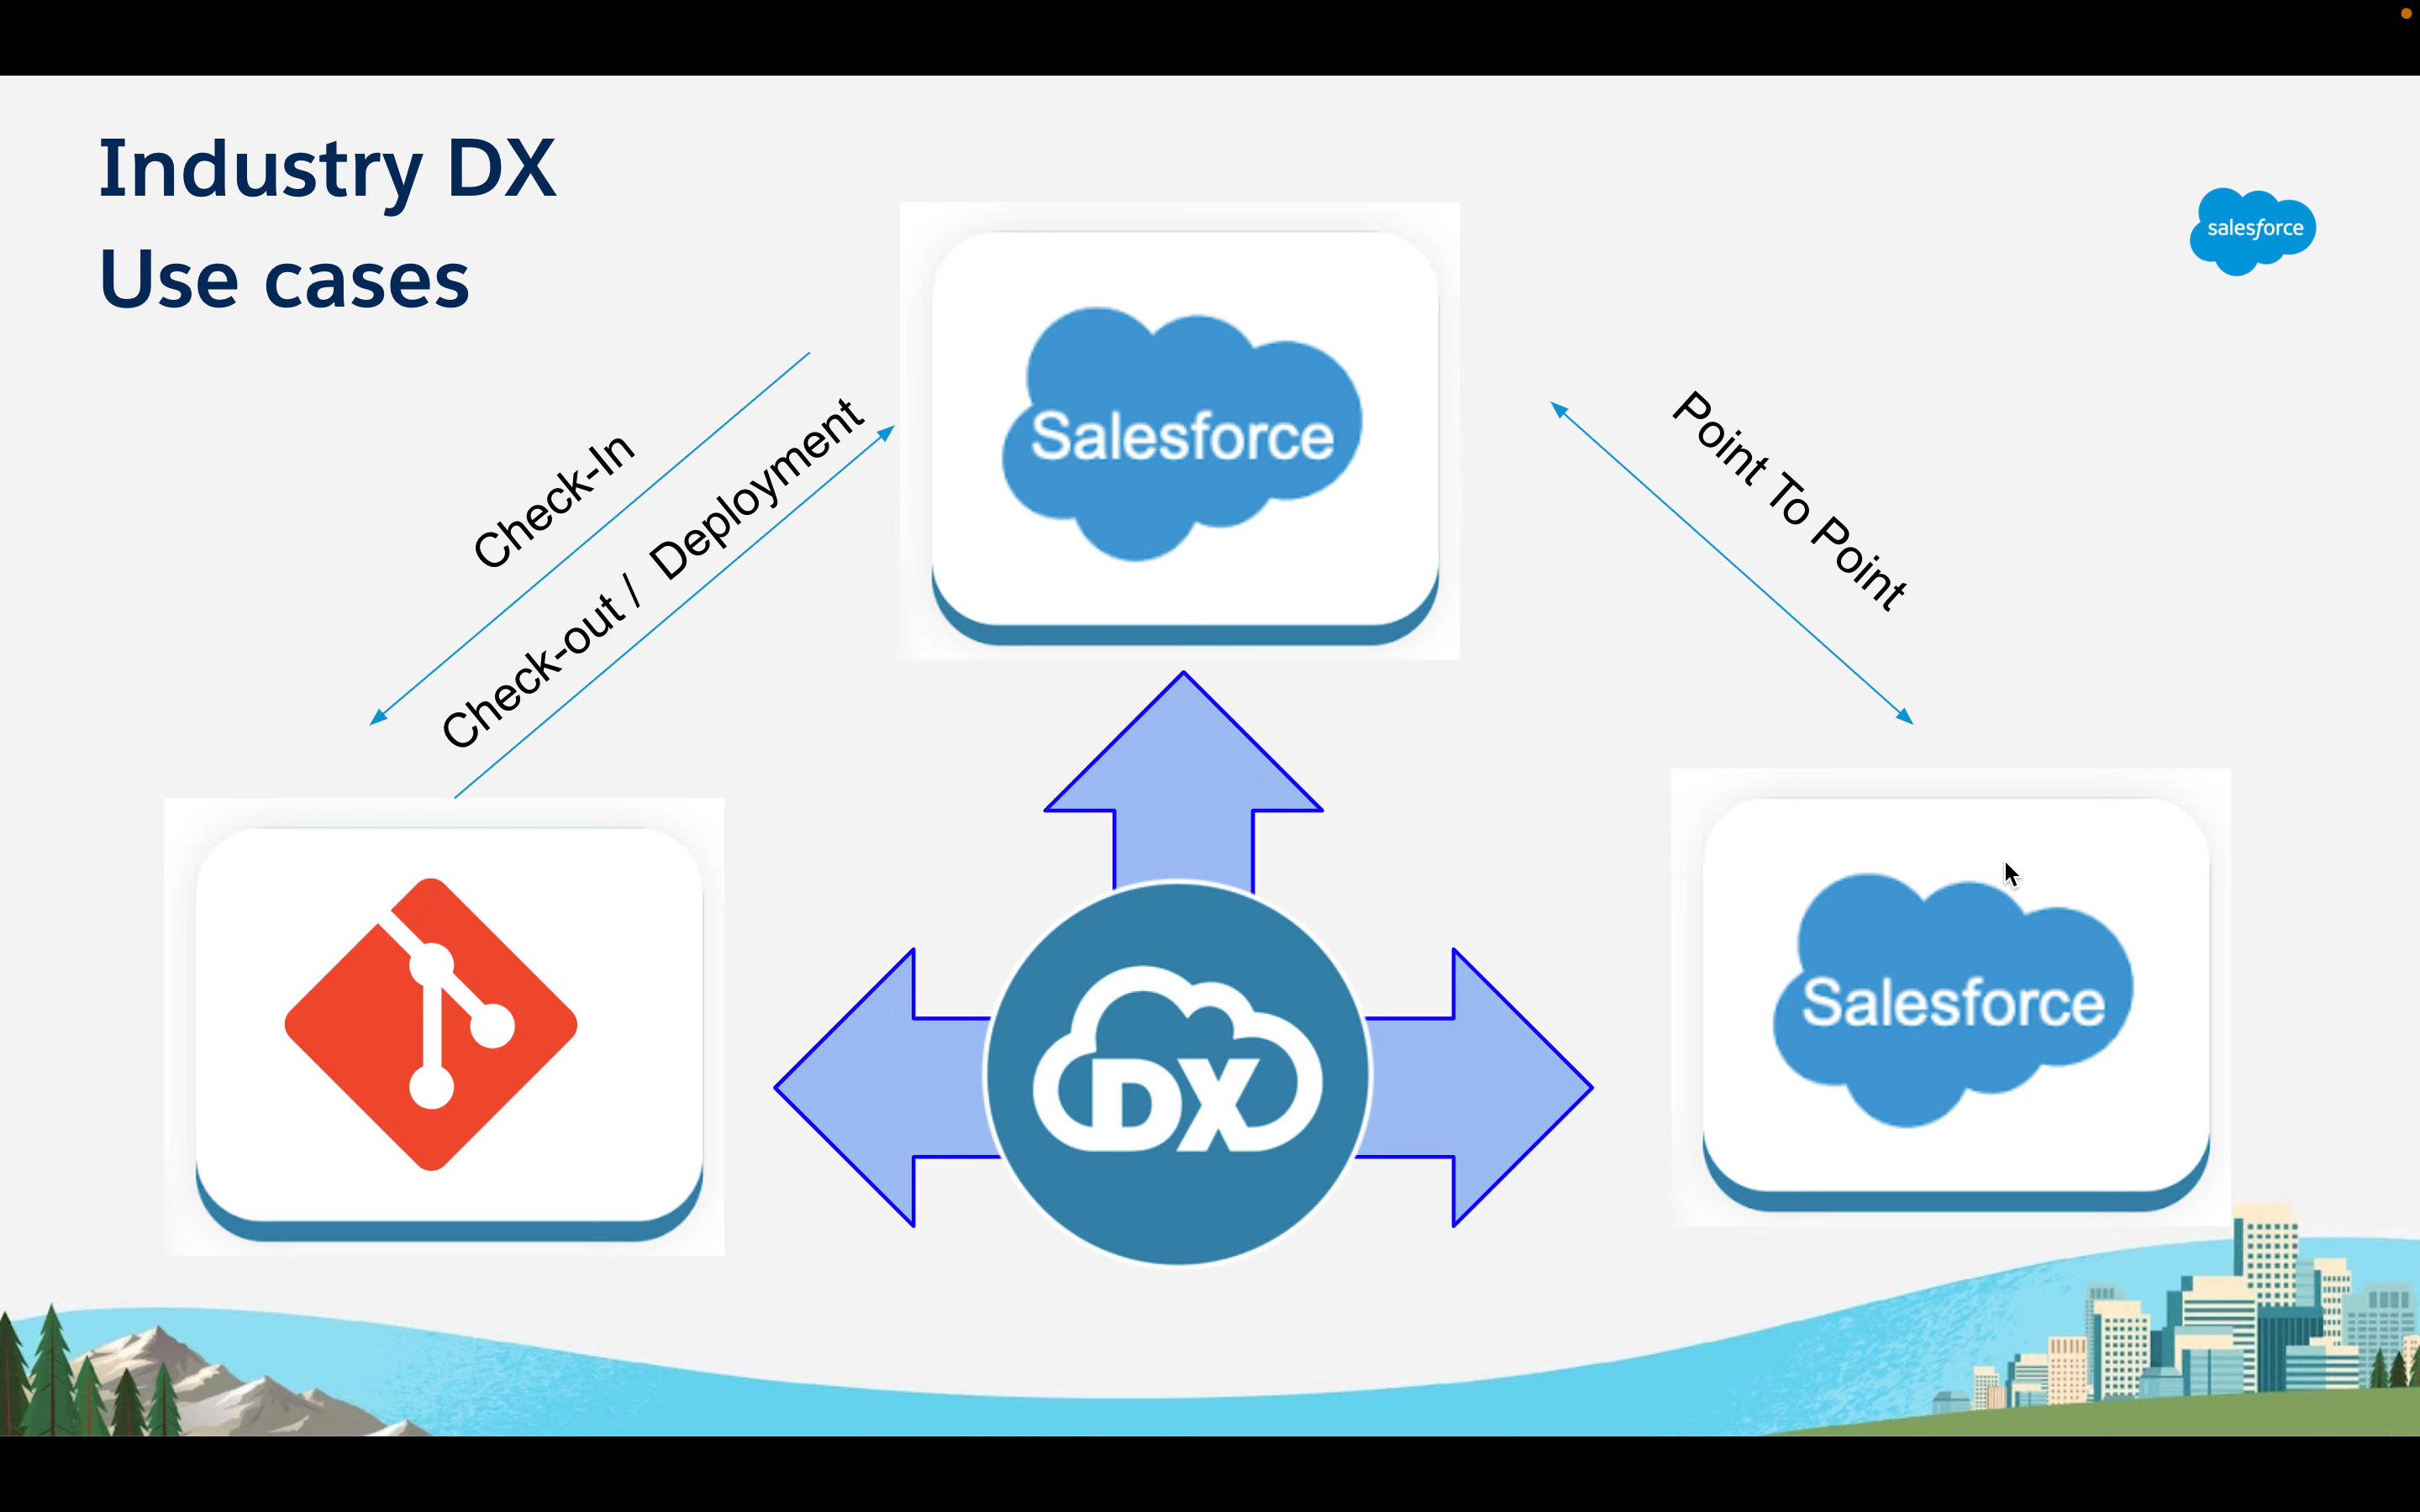 Industry DX
Use cases
salesforce
Salesforce
Check-In
Check-out / Deployment
Point To Point
DX
Salesforce